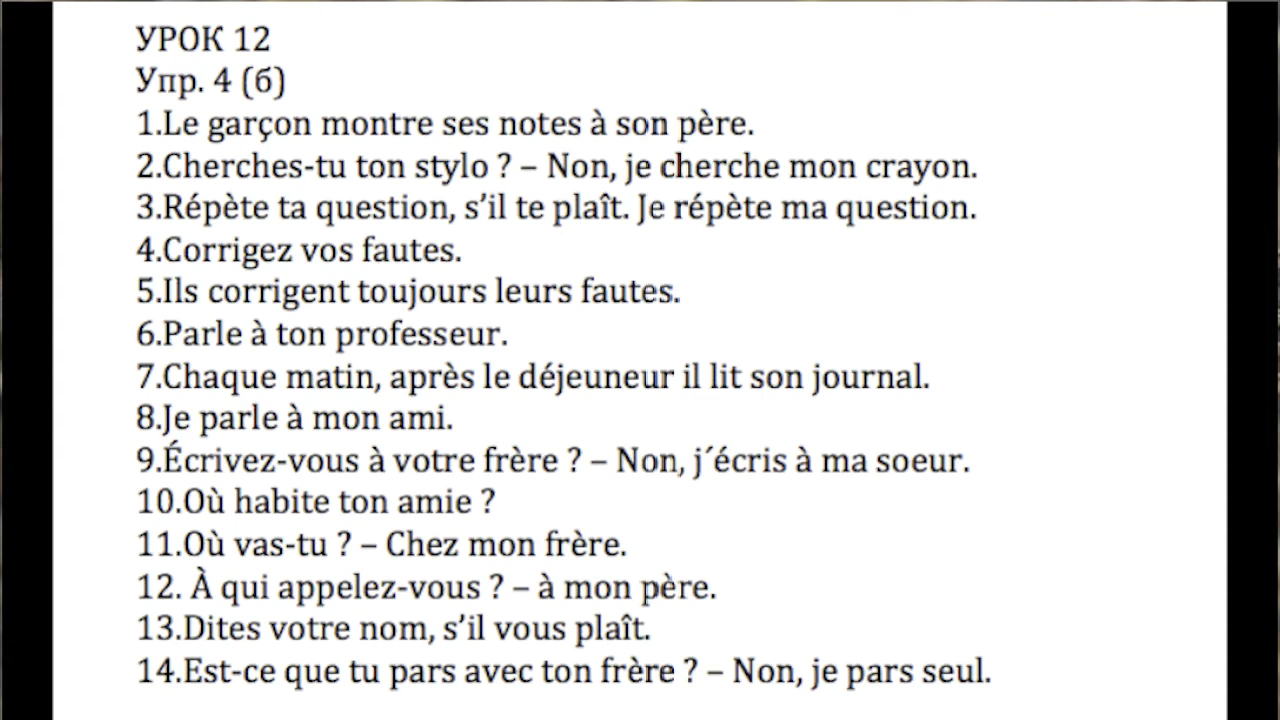 УРОК 12
Упр. 4 (б)
1.Le garçon montre ses notes à son père.
2.Cherches-tu ton stylo ? – Non, je cherche mon crayon.
3.Répète ta question, s’il te plaît. Je répète ma question.
4.Corrigez vos fautes.
5.Ils corrigent toujours leurs fautes.
6.Parle à ton professeur.
7.Chaque matin, après le déjeuneur il lit son journal.
8.Je parle à mon ami.
9.Écrivez-vous à votre frère ? – Non, j´écris à ma soeur.
10.Où habite ton amie ?
11.Où vas-tu ? – Chez mon frère.
12. À qui appelez-vous ? – à mon père.
13.Dites votre nom, s’il vous plaît.
14.Est-ce que tu pars avec ton frère ? – Non, je pars seul.